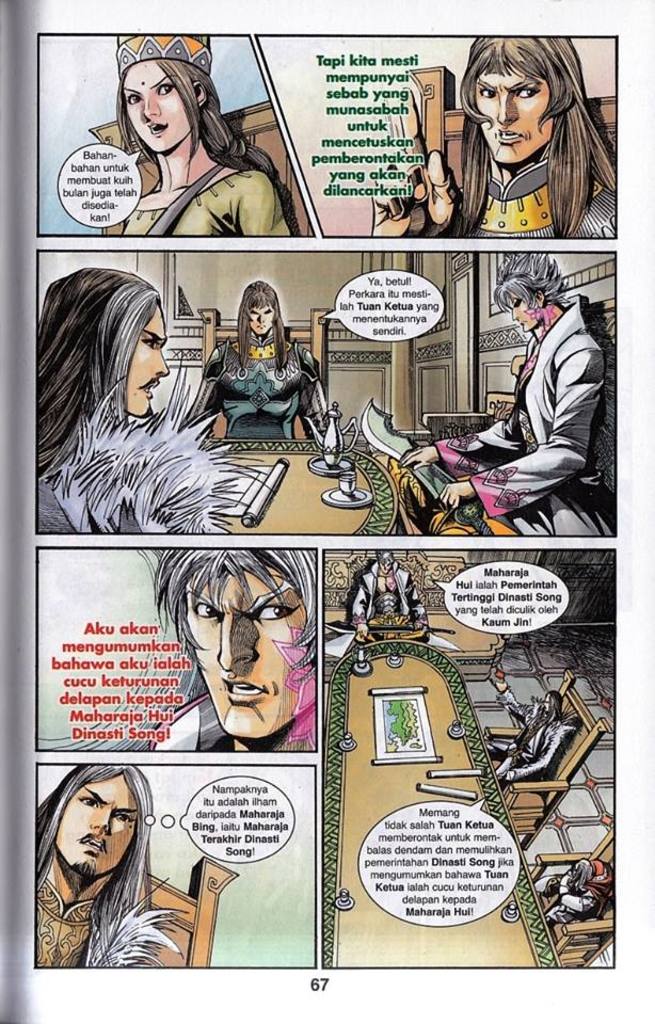 Bahan-
bahan untuk
membuat kuih
bulan juga telah
disedia-
kan!
Tapi kita mesti
mempunyai
sebab yang
munasabah
untuk
mencetuskan
pemberontakan
yang akan
dilancarkan!
Ya, betul!
Perkara itu mesti-
lah Tuan Ketua yang
menentukannya
sendiri.
Aku akan
mengumumkan
bahawa aku ialah
cucu keturunan
delapan kepada
Maharaja Hui
Dinasti Song!
Maharaja
Hui ialah Pemerintah
Tertinggi Dinasti Song
yang telah diculik oleh
Kaum Jin!
Nampaknya
itu adalah ilham
daripada Maharaja
Bing, iaitu Maharaja
Terakhir Dinasti
Song!
Memang
tidak salah Tuan Ketua
memberontak untuk mem-
balas dendam dan memulihkan
pemerintahan Dinasti Song jika
mengumumkan bahawa Tuan
Ketua ialah cucu keturunan
delapan kepada
Maharaja Hui!
67